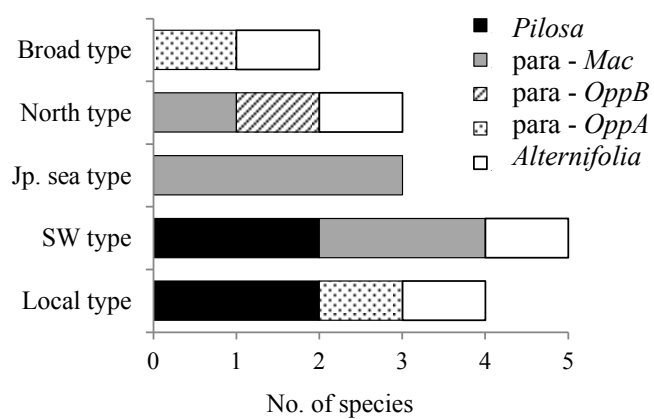 Broad type
North type
Jp. sea type
SW type
Local type
0 1 2 3 4 5
No. of species
Pilosa
para - Mac
para - OppB
para - OppA
Alternifolia